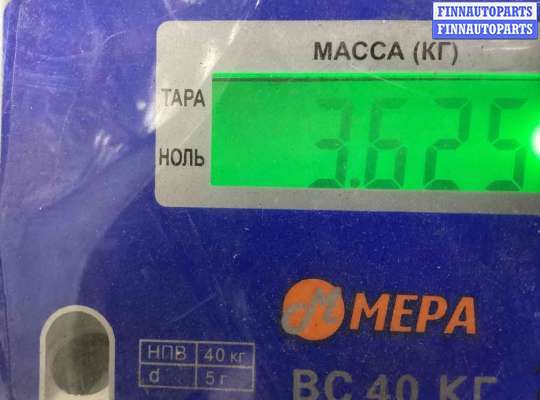 FINNAUTOPARTS
FINNAUTOPARTS
МАССА (КГ)
ТАРА
3.625
НОЛЬ
МЕРА
НПВ 40 кг
d 5 г
ВС 40 КГ